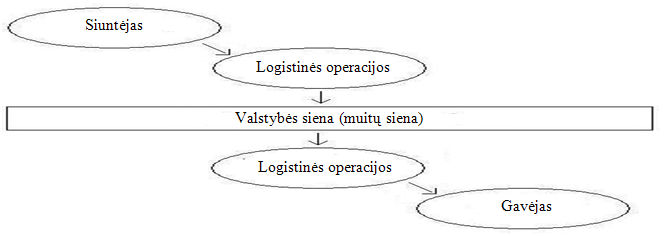 Siuntėjas
Logistinės operacijos
Valstybės siena (muitų siena)
Logistinės operacijos
Gavėjas